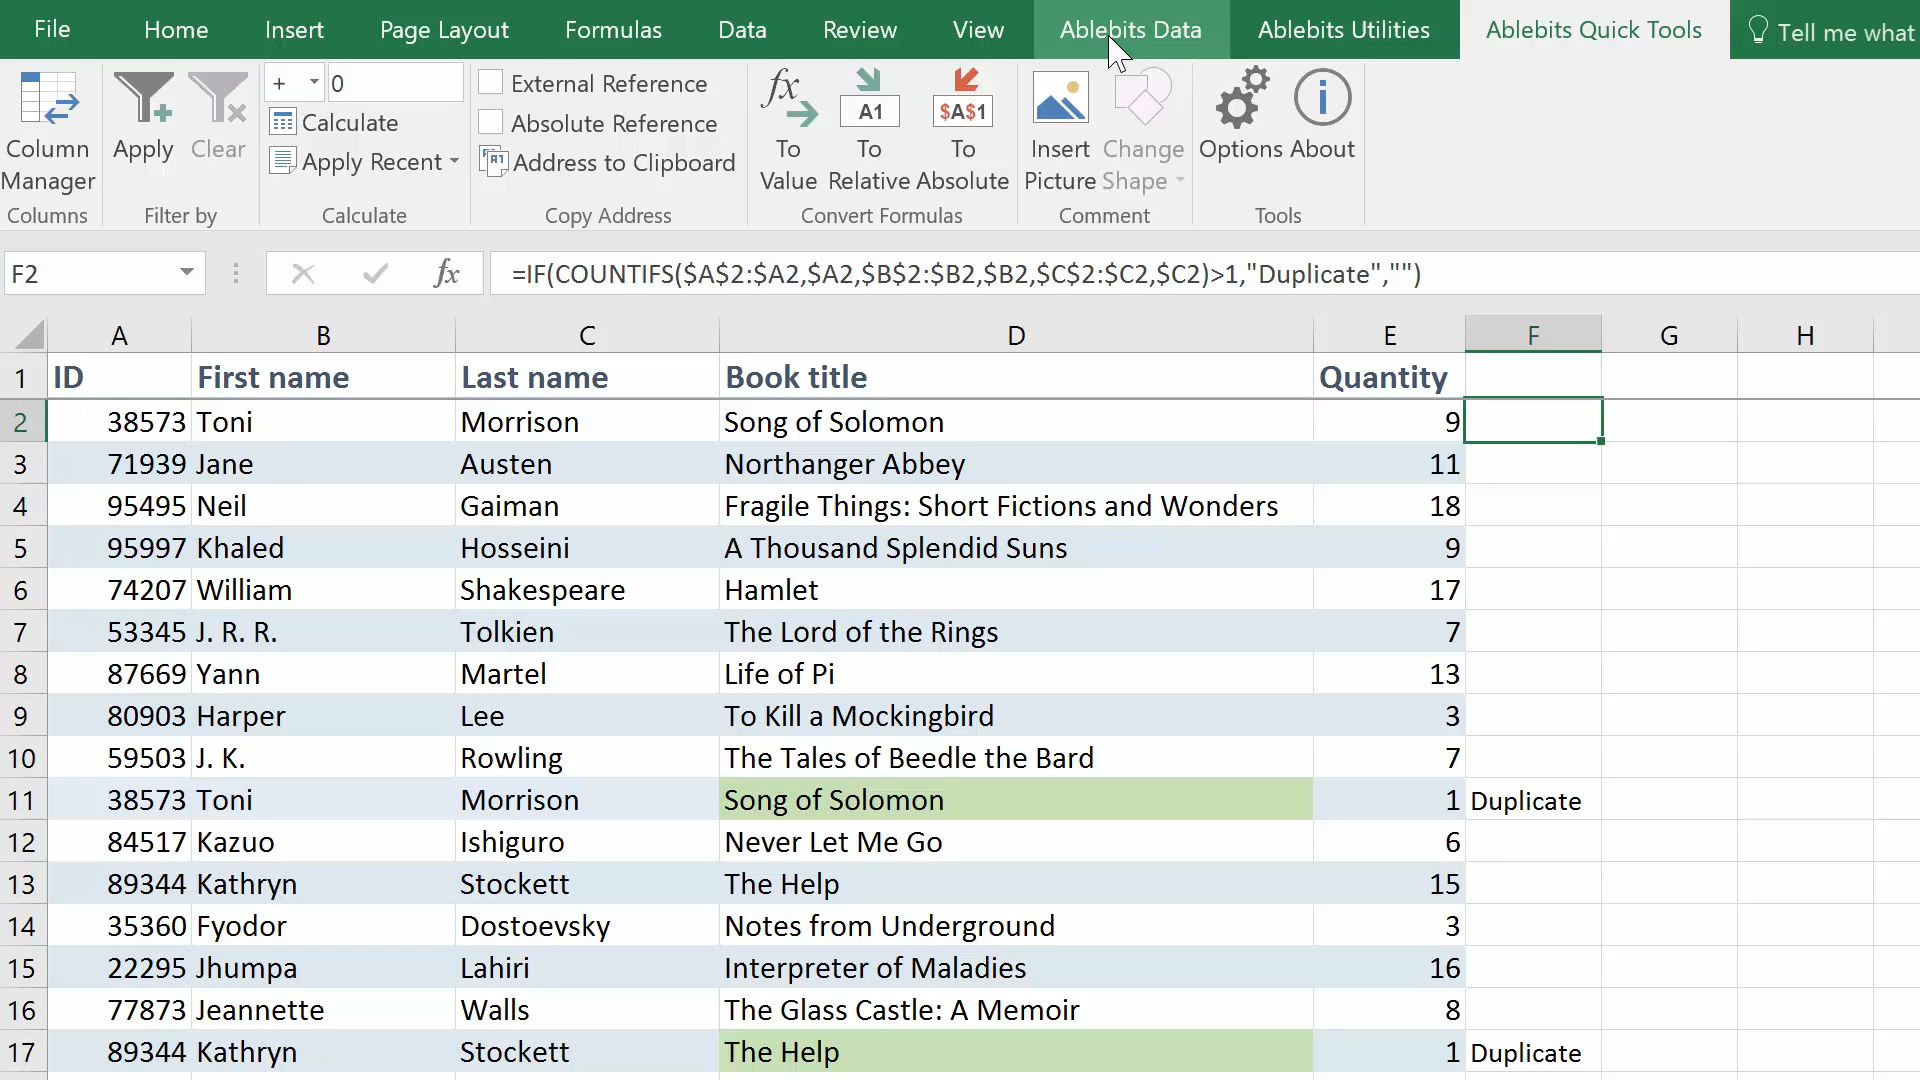 File Home Insert Page Layout Formulas Data Review View Ablebits Data Ablebits Utilities Ablebits Quick Tools Tell me what
+ 0 External Reference
Calculate Absolute Reference
Apply Recent Address to Clipboard
fx A1 $A$1
Column Apply Clear To To To Insert Change Options About
Manager Value Relative Absolute Picture Shape
Columns Filter by Calculate Copy Address Convert Formulas Comment Tools
F2 fx =IF(COUNTIFS($A$2:$A2,$A2,$B$2:$B2,$B2,$C$2:$C2,$C2)>1,"Duplicate","")
A B C D E F G H
1 ID First name Last name Book title Quantity
2 38573 Toni Morrison Song of Solomon 9
3 71939 Jane Austen Northanger Abbey 11
4 95495 Neil Gaiman Fragile Things: Short Fictions and Wonders 18
5 95997 Khaled Hosseini A Thousand Splendid Suns 9
6 74207 William Shakespeare Hamlet 17
7 53345 J. R. R. Tolkien The Lord of the Rings 7
8 87669 Yann Martel Life of Pi 13
9 80903 Harper Lee To Kill a Mockingbird 3
10 59503 J. K. Rowling The Tales of Beedle the Bard 7
11 38573 Toni Morrison Song of Solomon 1 Duplicate
12 84517 Kazuo Ishiguro Never Let Me Go 6
13 89344 Kathryn Stockett The Help 15
14 35360 Fyodor Dostoevsky Notes from Underground 3
15 22295 Jhumpa Lahiri Interpreter of Maladies 16
16 77873 Jeannette Walls The Glass Castle: A Memoir 8
17 89344 Kathryn Stockett The Help 1 Duplicate